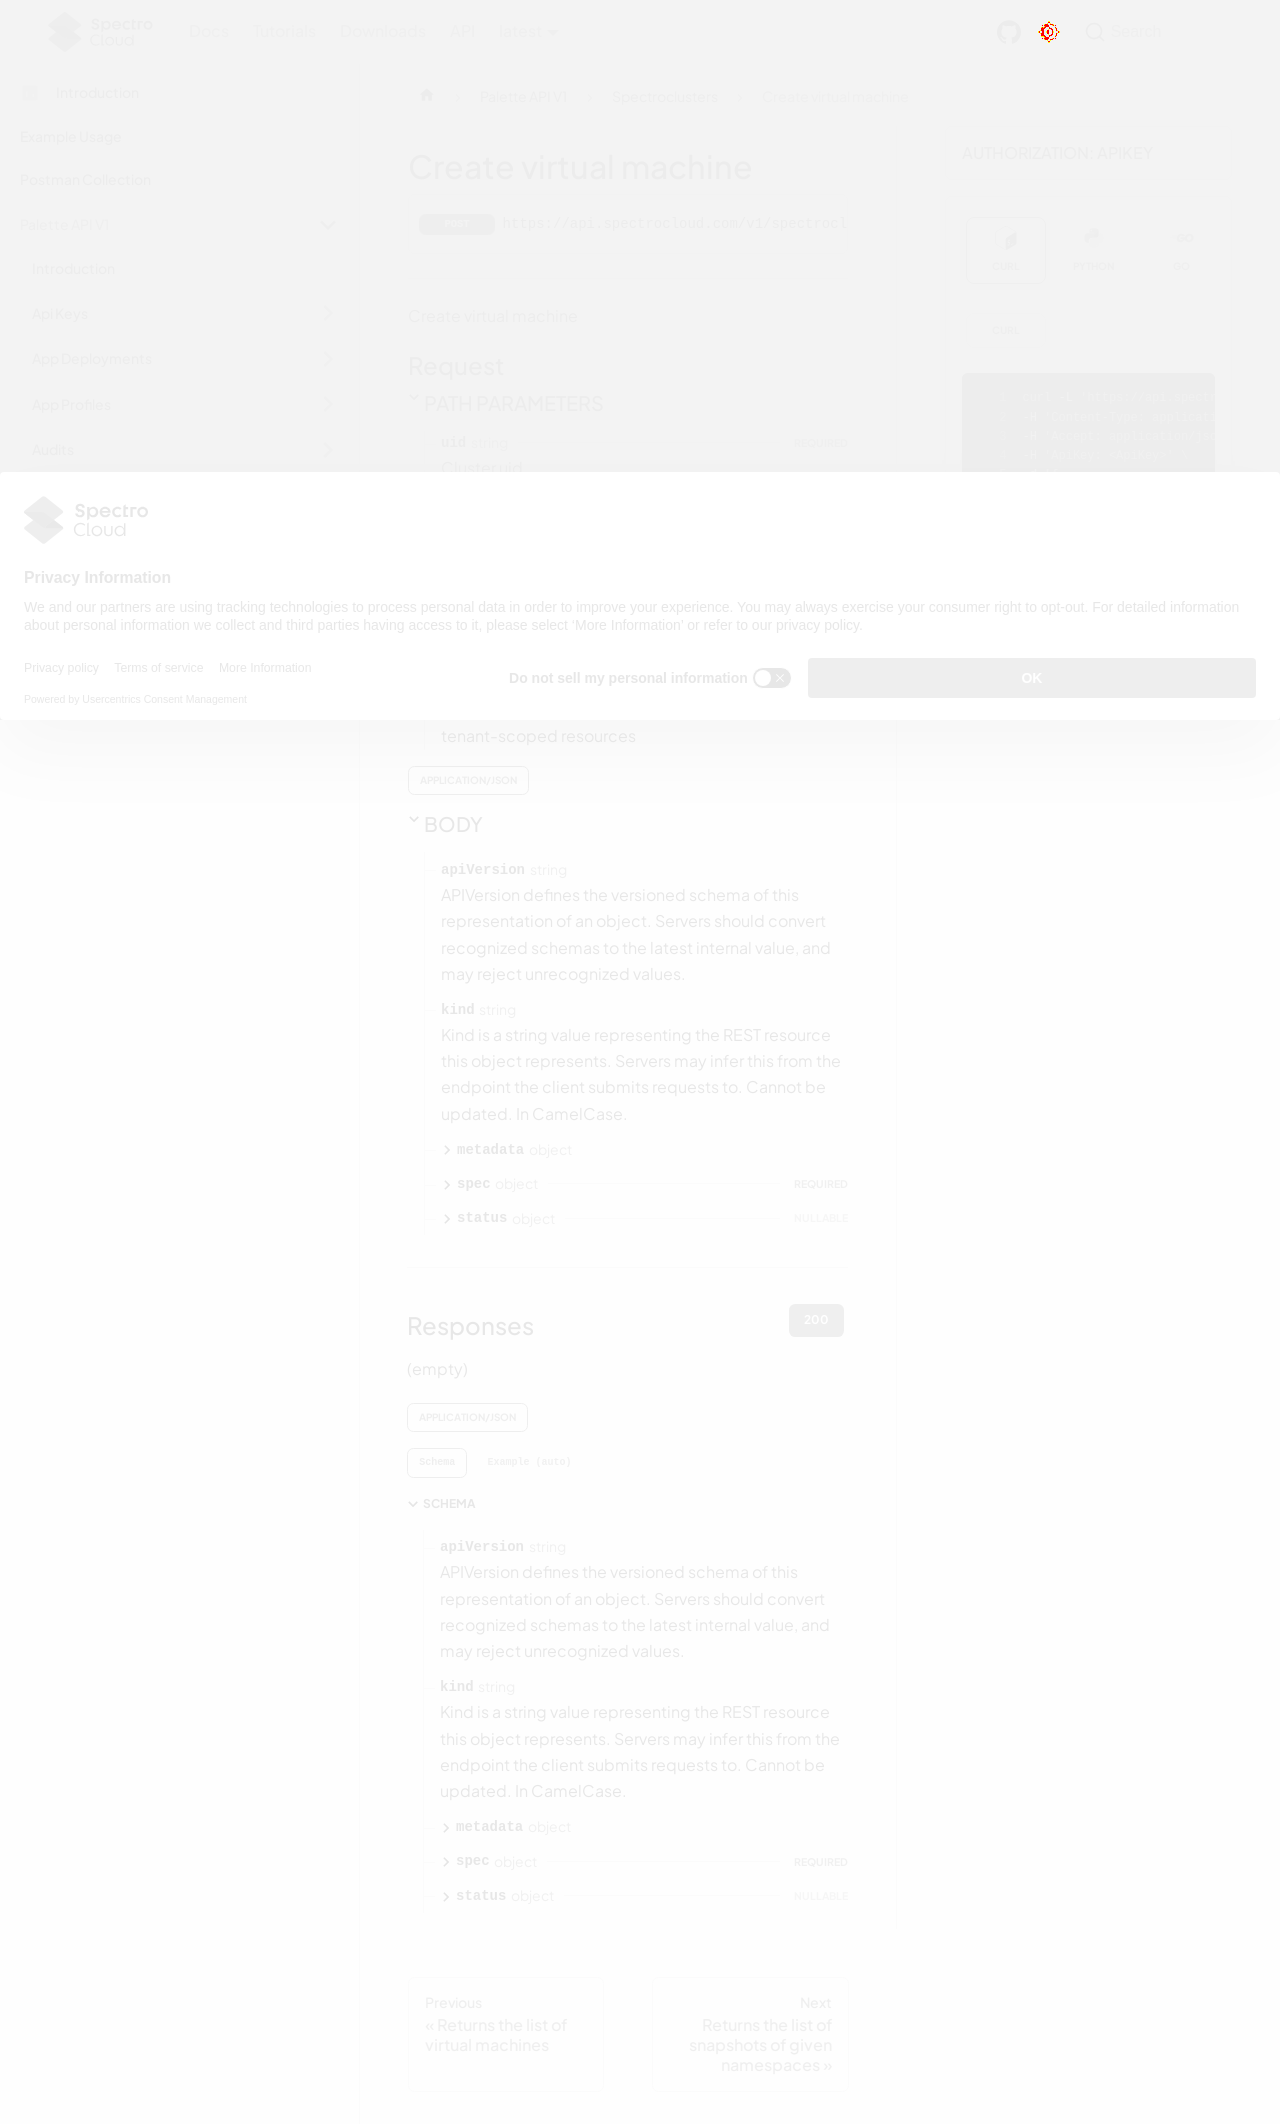 Spectro Cloud
Docs Tutorials Downloads API latest
Search
Introduction
Example Usage
Postman Collection
Palette API V1
Introduction
Api Keys
App Deployments
App Profiles
Audits
Palette API V1 Spectroclusters Create virtual machine
Create virtual machine
POST https://api.spectrocloud.com/v1/spectrocl
Create virtual machine
Request
PATH PARAMETERS
uid string REQUIRED
Cluster uid
AUTHORIZATION: APIKEY
CURL PYTHON GO
CURL
Spectro
Cloud
Privacy Information
We and our partners are using tracking technologies to process personal data in order to improve your experience. You may always exercise your consumer right to opt-out. For detailed information
about personal information we collect and third parties having access to it, please select 'More Information' or refer to our privacy policy.
Privacy policy Terms of service More Information
Powered by Usercentrics Consent Management
Do not sell my personal information
OK
tenant-scoped resources
APPLICATION/JSON
BODY
apiVersion string
APIVersion defines the versioned schema of this
representation of an object. Servers should convert
recognized schemas to the latest internal value, and
may reject unrecognized values.
kind string
Kind is a string value representing the REST resource
this object represents. Servers may infer this from the
endpoint the client submits requests to. Cannot be
updated. In CamelCase.
metadata object
spec object REQUIRED
status object NULLABLE
Responses
200
(empty)
APPLICATION/JSON
Schema Example (auto)
SCHEMA
apiVersion string
APIVersion defines the versioned schema of this
representation of an object. Servers should convert
recognized schemas to the latest internal value, and
may reject unrecognized values.
kind string
Kind is a string value representing the REST resource
this object represents. Servers may infer this from the
endpoint the client submits requests to. Cannot be
updated. In CamelCase.
metadata object
spec object REQUIRED
status object NULLABLE
Previous
« Returns the list of
virtual machines
Next
Returns the list of
snapshots of given
namespaces »